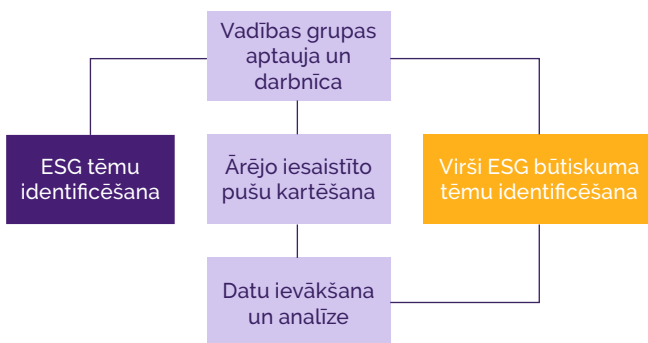 Vadības grupas
aptauja un
darbnīca
ESG tēmu
identificēšana
Ārējo iesaistīto
pušu kartēšana
Virši ESG būtiskuma
tēmu identificēšana
Datu ievākšana
un analīze